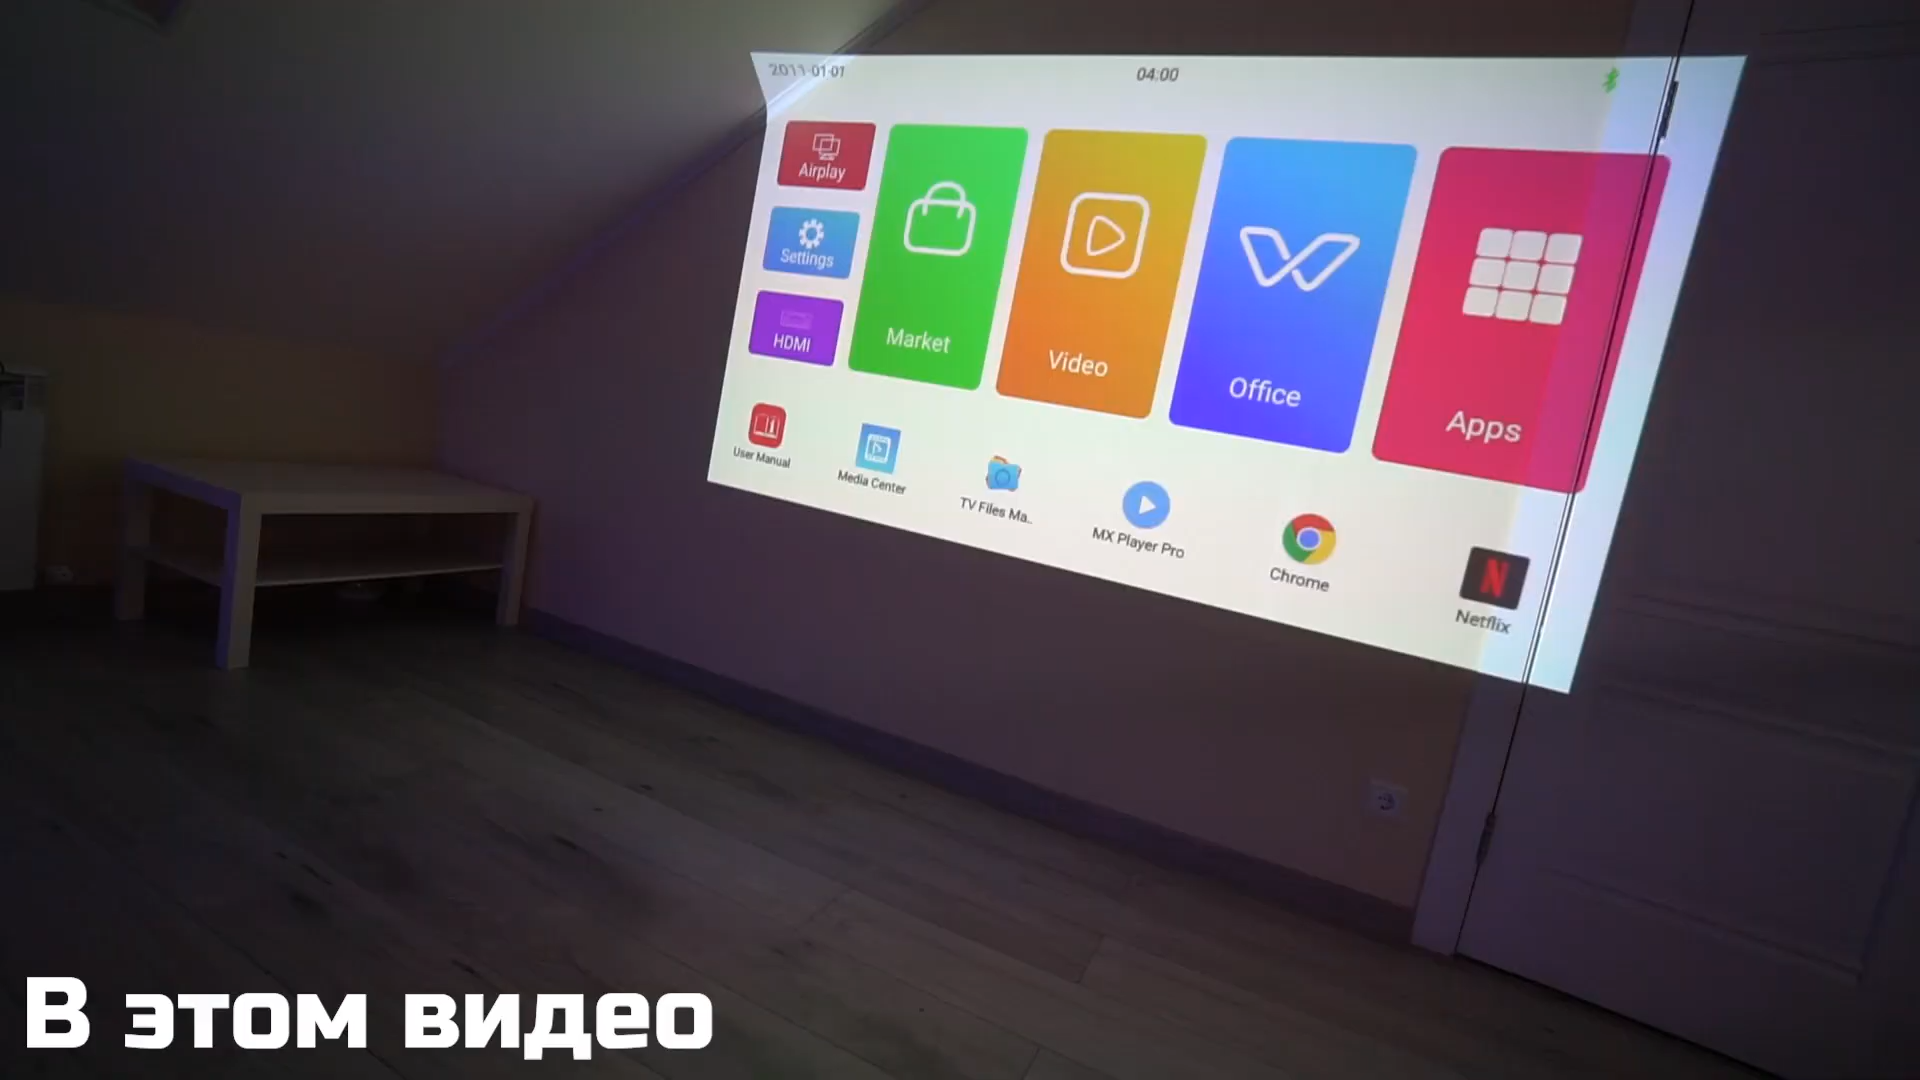 2011-01-01
04:00
Airplay
Settings
HDMI
Market
Video
Office
Apps
User Manual
Media Center
TV Files Ma..
MX Player Pro
Chrome
N
Netflix
В этом видео